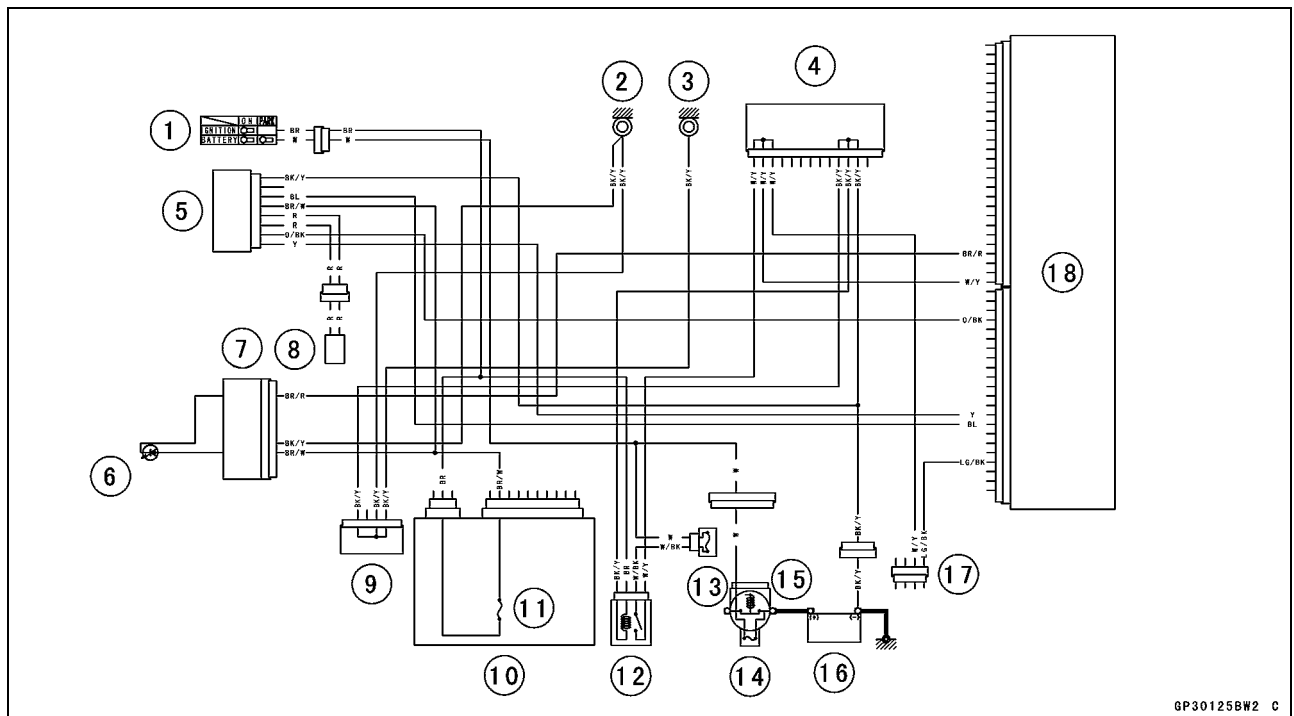 2
3
4
1
ON PARK
IGNITION
BATTERY
BR
BR
W
W
5
BK/Y
BL
BR/W
R
R
O/BK
Y
BK/Y
BK/Y
BK/Y
W/Y
W/Y
W/Y
BK/Y
BK/Y
BK/Y
18
BR/R
W/Y
O/BK
R
R
R
R
7
8
BR/R
BK/Y
BR/W
6
Y
BL
LG/BK
BR
BR/W
W
W
BK/Y
BK/Y
BK/Y
BK/Y
BK/Y
W/Y
LG/BK
W
W/BK
BK/Y
BR
W/BK
W/Y
9
11
13
15
17
(+)
(-)
10
12
14
16
GP30125BW2 C